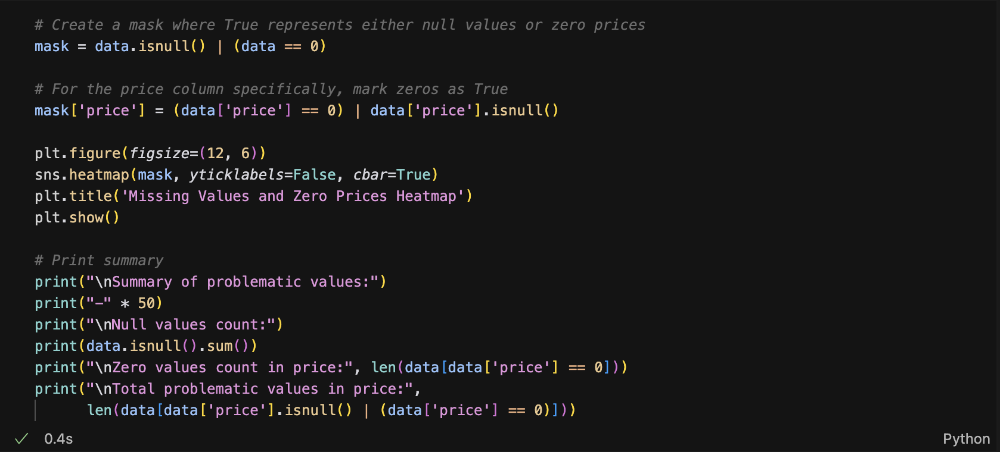 # Create a mask where True represents either null values or zero prices
mask = data.isnull() | (data == 0)
# For the price column specifically, mark zeros as True
mask['price'] = (data['price'] == 0) | data['price'].isnull()
plt.figure(figsize=(12, 6))
sns.heatmap(mask, yticklabels=False, cbar=True)
plt.title('Missing Values and Zero Prices Heatmap')
plt.show()
# Print summary
print("\nSummary of problematic values:")
print("-" * 50)
print("\nNull values count:")
print(data.isnull().sum())
print("\nZero values count in price:", len(data[data['price'] == 0]))
print("\nTotal problematic values in price:",
      len(data[data['price'].isnull() | (data['price'] == 0)]))
✓ 0.4s
Python